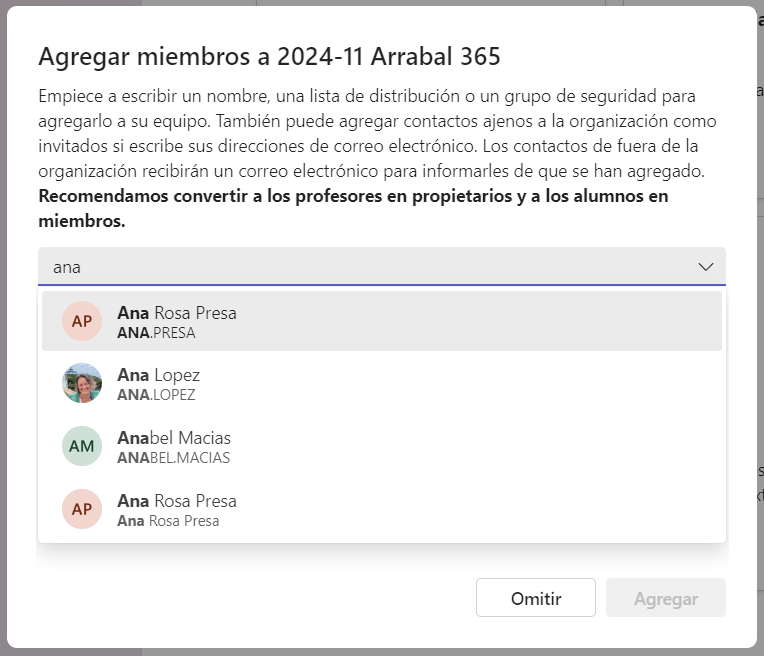 Agregar miembros a 2024-11 Arrabal 365
Empiece a escribir un nombre, una lista de distribución o un grupo de seguridad para
agregarlo a su equipo. También puede agregar contactos ajenos a la organización como
invitados si escribe sus direcciones de correo electrónico. Los contactos de fuera de la
organización recibirán un correo electrónico para informarles de que se han agregado.
Recomendamos convertir a los profesores en propietarios y a los alumnos en
miembros.
ana
AP
Ana Rosa Presa
ANA.PRESA
Ana Lopez
ANA.LOPEZ
AM
Anabel Macias
ANABEL.MACIAS
AP
Ana Rosa Presa
Ana Rosa Presa
Omitir
Agregar